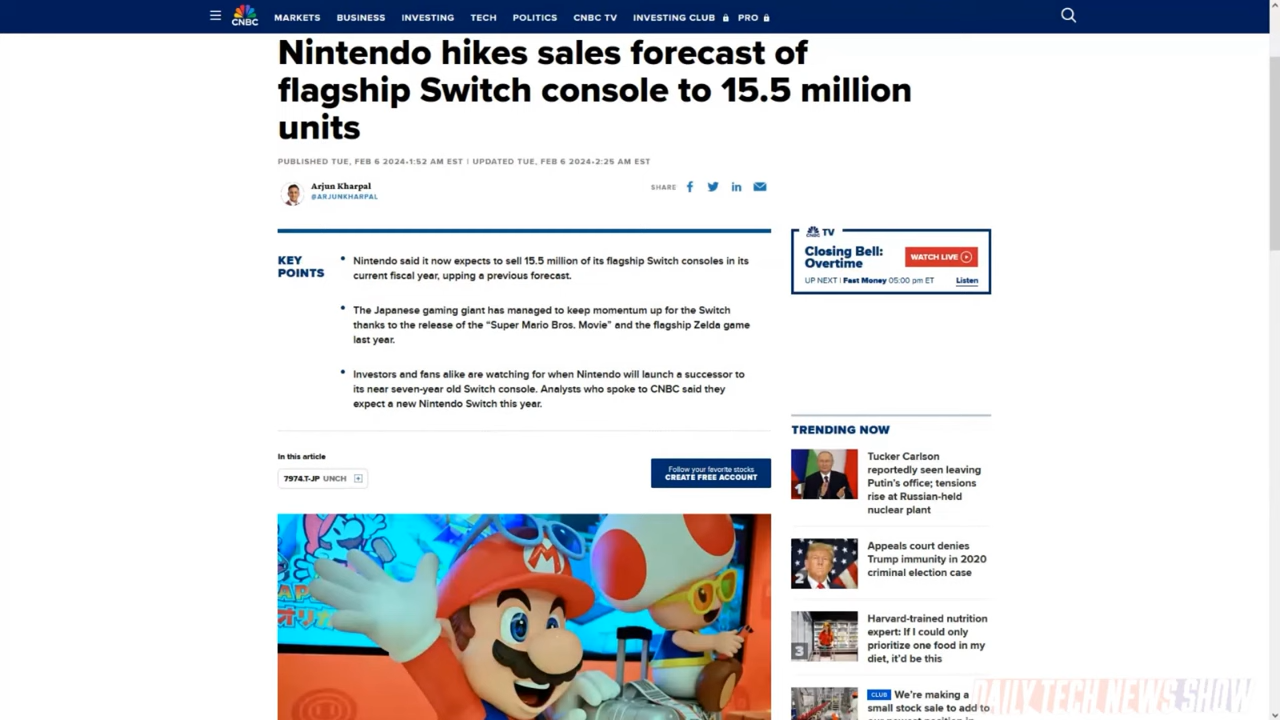 CNBC
MARKETS
BUSINESS
INVESTING
TECH
POLITICS
CNBC TV
INVESTING CLUB
PRO
Nintendo hikes sales forecast of
flagship Switch console to 15.5 million
units
PUBLISHED TUE, FEB 6 2024•1:52 AM EST | UPDATED TUE, FEB 6 2024•2:25 AM EST
Arjun Kharpal
@ARJUNKHARPAL
SHARE
KEY
POINTS
Nintendo said it now expects to sell 15.5 million of its flagship Switch consoles in its
current fiscal year, upping a previous forecast.
The Japanese gaming giant has managed to keep momentum up for the Switch
thanks to the release of the “Super Mario Bros. Movie” and the flagship Zelda game
last year.
Investors and fans alike are watching for when Nintendo will launch a successor to
its near seven-year old Switch console. Analysts who spoke to CNBC said they
expect a new Nintendo Switch this year.
In this article
7974.T-JP UNCH
Follow your favorite stocks
CREATE FREE ACCOUNT
TV
Closing Bell:
Overtime
WATCH LIVE
UP NEXT | Fast Money 05:00 pm ET
Listen
TRENDING NOW
1
Tucker Carlson
reportedly seen leaving
Putin's office; tensions
rise at Russian-held
nuclear plant
2
Appeals court denies
Trump immunity in 2020
criminal election case
3
Harvard-trained nutrition
expert: If I could only
prioritize one food in my
diet, it'd be this
CLUB We're making a
small stock sale to add to
our newest position in
M
DAILY TECH NEWS SHOW